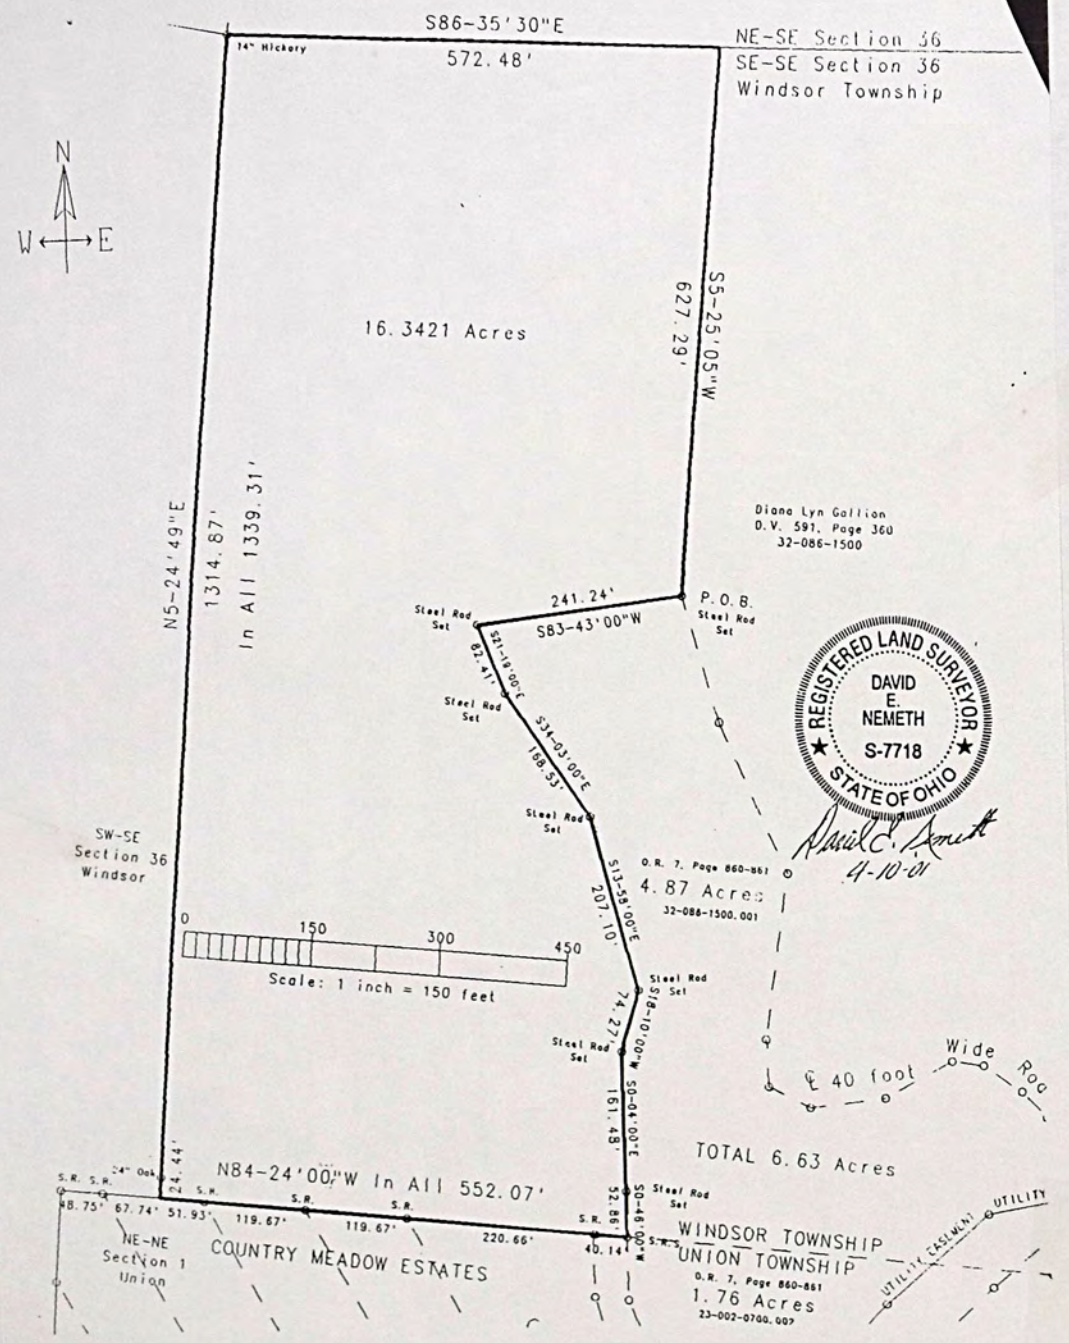 S86-35'30"E
572.48'
14" Hickory
NE-SE Section 36
SE-SE Section 36
Windsor Township
N
W E
16.3421 Acres
S5-25'05"W
627.29'
N5-24'49"E
1314.87'
In All 1339.31'
Diana Lyn Gallion
D.V. 591, Page 360
32-086-1500
241.24'
S83-43'00"W
P.O.B.
Steel Rod
Set
Steel Rod
Set
S21-19'00"E
82.41'
Steel Rod
Set
S34-03'00"E
168.53'
Steel Rod
Set
REGISTERED LAND SURVEYOR
DAVID
E.
NEMETH
S-7718
STATE OF OHIO
David E. Nemeth
4-10-01
SW-SE
Section 36
Windsor
O.R. 7, Page 860-861
4.87 Acres
32-086-1500.001
S13-58'00"E
207.10'
0 150 300 450
Scale: 1 inch = 150 feet
Steel Rod
Set
S18-10'00"W
74.27'
Steel Rod
Set
S0-04'00"E
161.48'
℄ 40 foot
Wide Roa
TOTAL 6.63 Acres
Steel Rod
Set
S0-46'00"W
52.86'
24" Oak
24.44'
N84-24'00"W In All 552.07'
S.R. S.R. S.R. S.R. S.R. S.R. S.R.
48.75' 67.74' 51.93' 119.67' 119.67' 220.66' 40.14'
NE-NE
Section 1
Union
COUNTRY MEADOW ESTATES
WINDSOR TOWNSHIP
UNION TOWNSHIP
O.R. 7, Page 860-861
1.76 Acres
23-002-0700.007
UTILITY EASEMENT
UTILITY